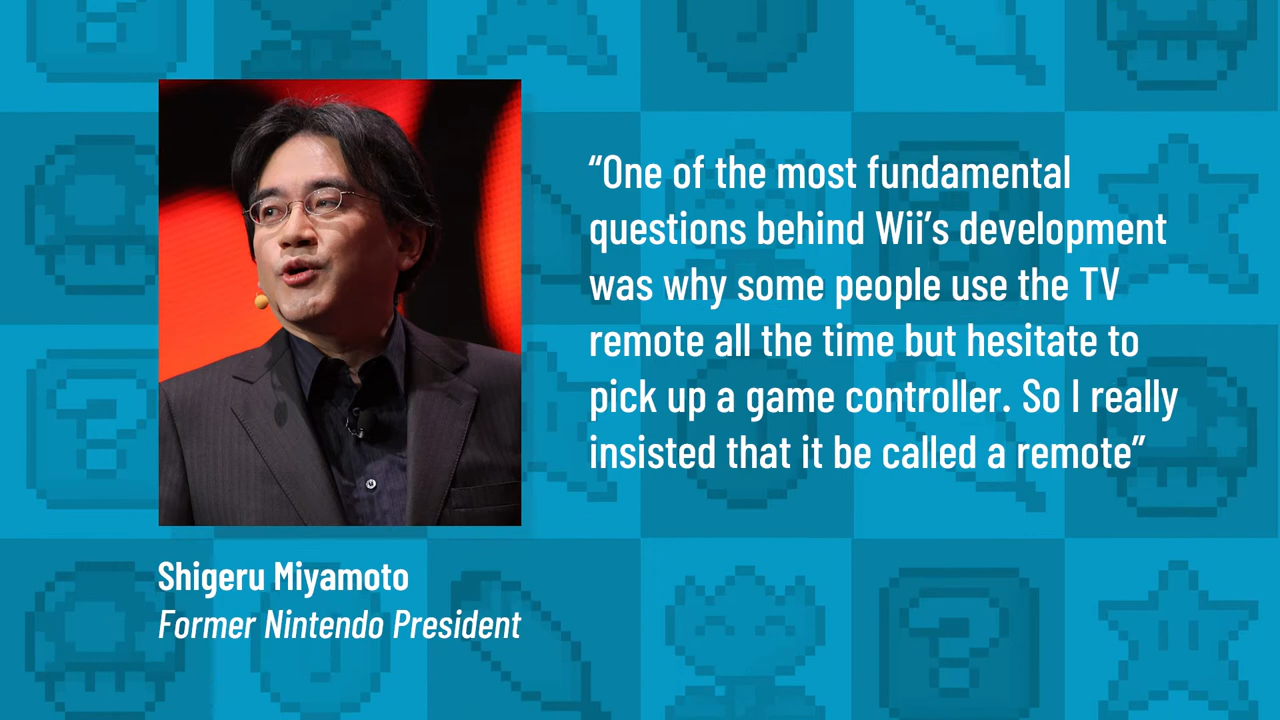 “One of the most fundamental
questions behind Wii’s development
was why some people use the TV
remote all the time but hesitate to
pick up a game controller. So I really
insisted that it be called a remote”
Shigeru Miyamoto
Former Nintendo President